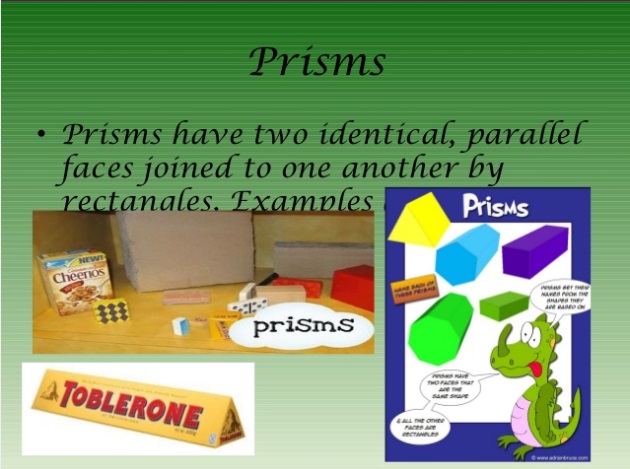 Prisms
• Prisms have two identical, parallel
faces joined to one another by
rectangles. Examples
NEW!
Cheerios
prisms
TOBLERONE
Prisms
NAME EACH OF
THESE PRISMS
PRISMS GET THEIR
NAMES FROM THE
SHAPES THEY
ARE BASED ON
PRISMS HAVE
TWO FACES THAT
ARE THE
SAME SHAPE
& ALL THE OTHER
FACES ARE
RECTANGLES
© www.adrianbruce.com